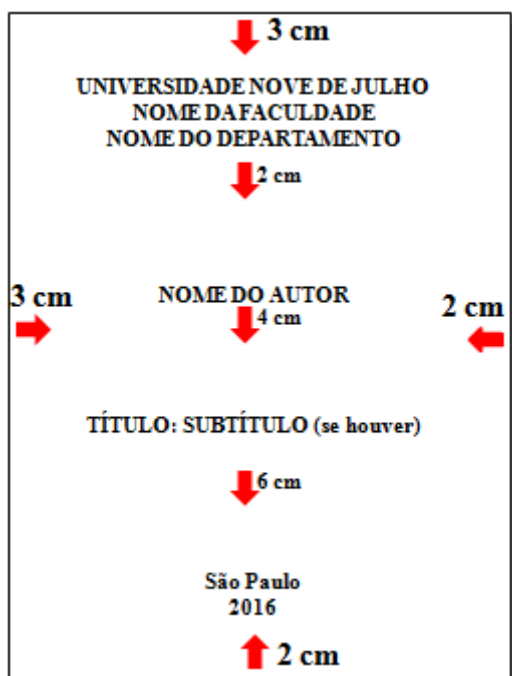 3 cm
UNIVERSIDADE NOVE DE JULHO
NOME DA FACULDADE
NOME DO DEPARTAMENTO
2 cm
3 cm
NOME DO AUTOR
4 cm
2 cm
TÍTULO: SUBTÍTULO (se houver)
6 cm
São Paulo
2016
2 cm